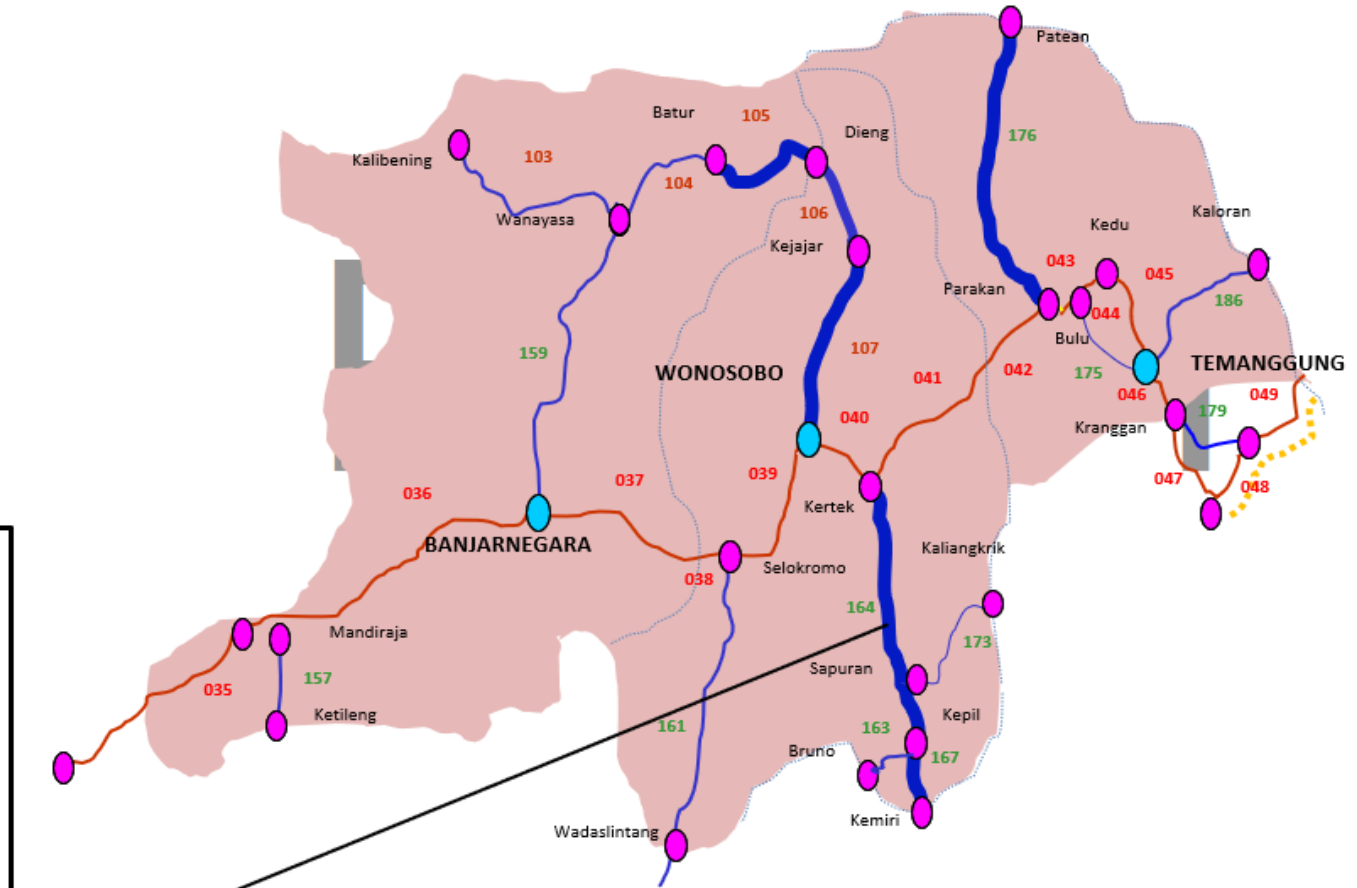 Patean
Batur
105
Dieng
176
Kalibening
103
104
Wanayasa
106
Kejajar
Kaloran
Kedu
043
045
Parakan
044
186
Bulu
159
107
WONOSOBO
041
042
175
TEMANGGUNG
046
049
040
Kranggan
179
036
037
039
047
048
Kertek
BANJARNEGARA
Kaliangkrik
038
Selokromo
164
Mandiraja
173
035
157
Sapuran
Ketileng
161
163
Kepil
Bruno
167
Kemiri
Wadaslintang